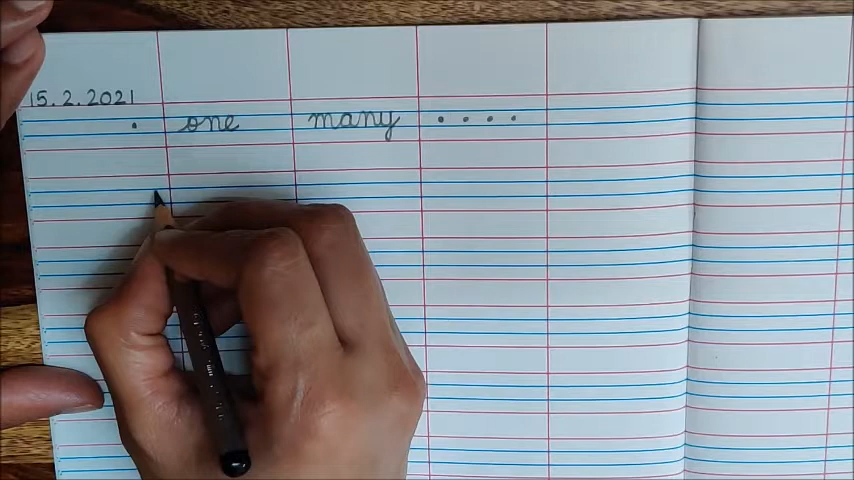 15.2.2021
. one many . . . .